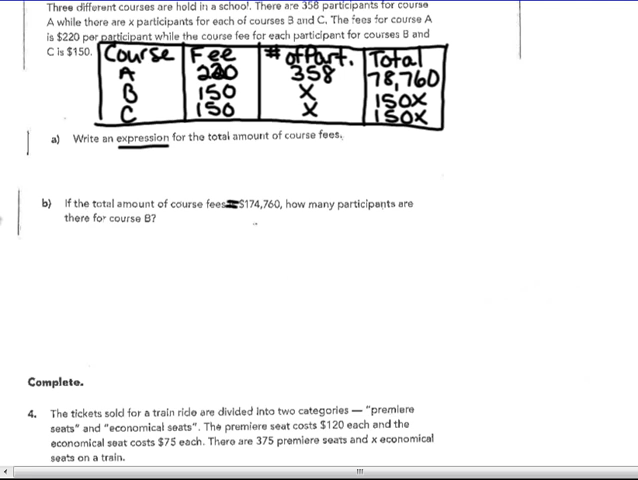 Three different courses are held in a school. There are 358 participants for course
A while there are x participants for each of courses B and C. The fees for course A
is $220 per participant while the course fee for each participant for courses B and
C is $150.
Course Fee # of Part. Total
A 220 358 78,760
B 150 X 150X
C 150 X 150X
a) Write an expression for the total amount of course fees.
b) If the total amount of course fees = $174,760, how many participants are
there for course B?
Complete.
4. The tickets sold for a train ride are divided into two categories — "premiere
seats" and "economical seats". The premiere seat costs $120 each and the
economical seat costs $75 each. There are 375 premiere seats and x economical
seats on a train.